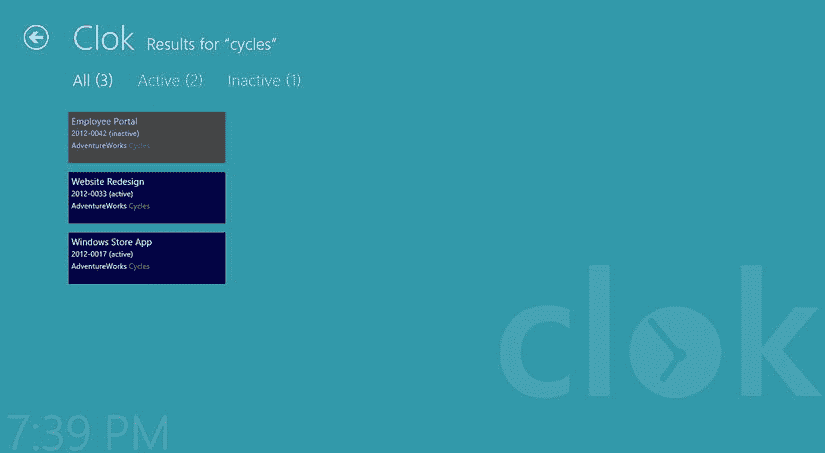 Clok Results for “cycles”
All (3) Active (2) Inactive (1)
Employee Portal
2012-0042 (inactive)
AdventureWorks Cycles
Website Redesign
2012-0033 (active)
AdventureWorks Cycles
Windows Store App
2012-0017 (active)
AdventureWorks Cycles
clok
7:39 PM